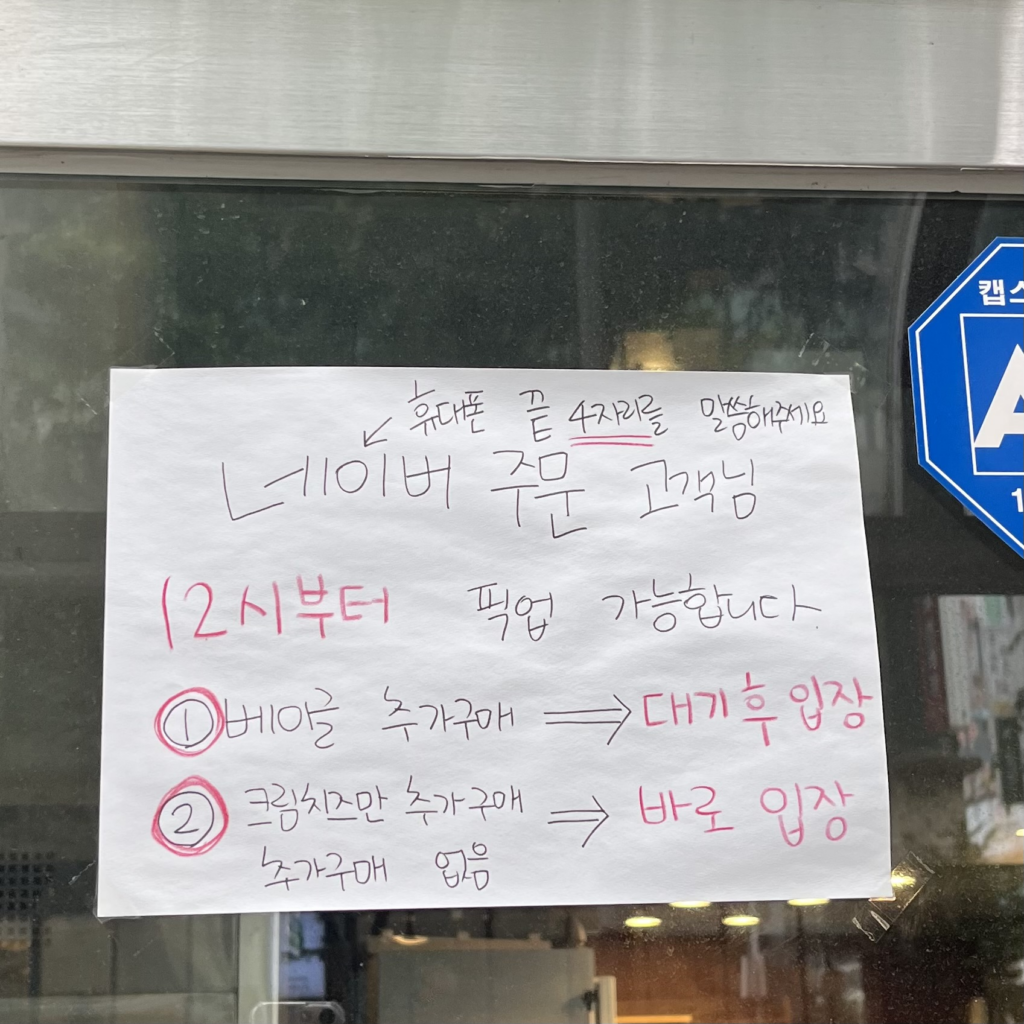 휴대폰 끝 4자리를 말씀해주세요
네이버 주문 고객님
12시부터 픽업 가능합니다.
① 베이글 추가구매 ⇒ 대기 후 입장
② 크림치즈만 추가구매 ⇒ 바로 입장
추가구매 없음
캡스
A
1